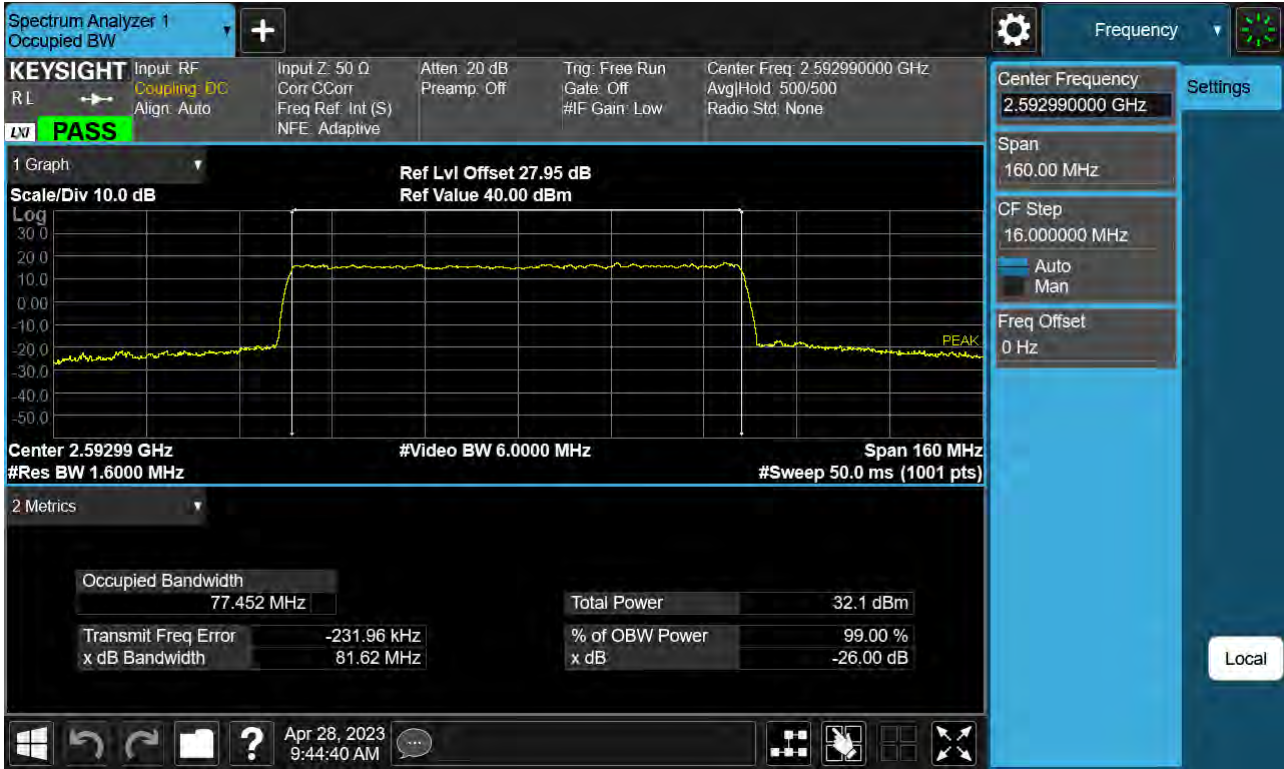 Spectrum Analyzer 1
Occupied BW
+
Frequency
KEYSIGHT
R L
LXI
PASS
Input: RF
Coupling: DC
Align: Auto
Input Z: 50 Ω
Corr CCorr
Freq Ref: Int (S)
NFE: Adaptive
Atten: 20 dB
Preamp: Off
Trig: Free Run
Gate: Off
#IF Gain: Low
Center Freq: 2.592990000 GHz
Avg|Hold: 500/500
Radio Std: None
Center Frequency
2.592990000 GHz
Settings
Span
160.00 MHz
CF Step
16.000000 MHz
Auto
Man
Freq Offset
0 Hz
Local
1 Graph
Scale/Div 10.0 dB
Ref Lvl Offset 27.95 dB
Ref Value 40.00 dBm
Log
30.0
20.0
10.0
0.00
-10.0
-20.0
-30.0
-40.0
-50.0
PEAK
Center 2.59299 GHz
#Video BW 6.0000 MHz
Span 160 MHz
#Res BW 1.6000 MHz
#Sweep 50.0 ms (1001 pts)
2 Metrics
Occupied Bandwidth
77.452 MHz
Total Power 32.1 dBm
Transmit Freq Error -231.96 kHz
% of OBW Power 99.00 %
x dB Bandwidth 81.62 MHz
x dB -26.00 dB
?
Apr 28, 2023
9:44:40 AM